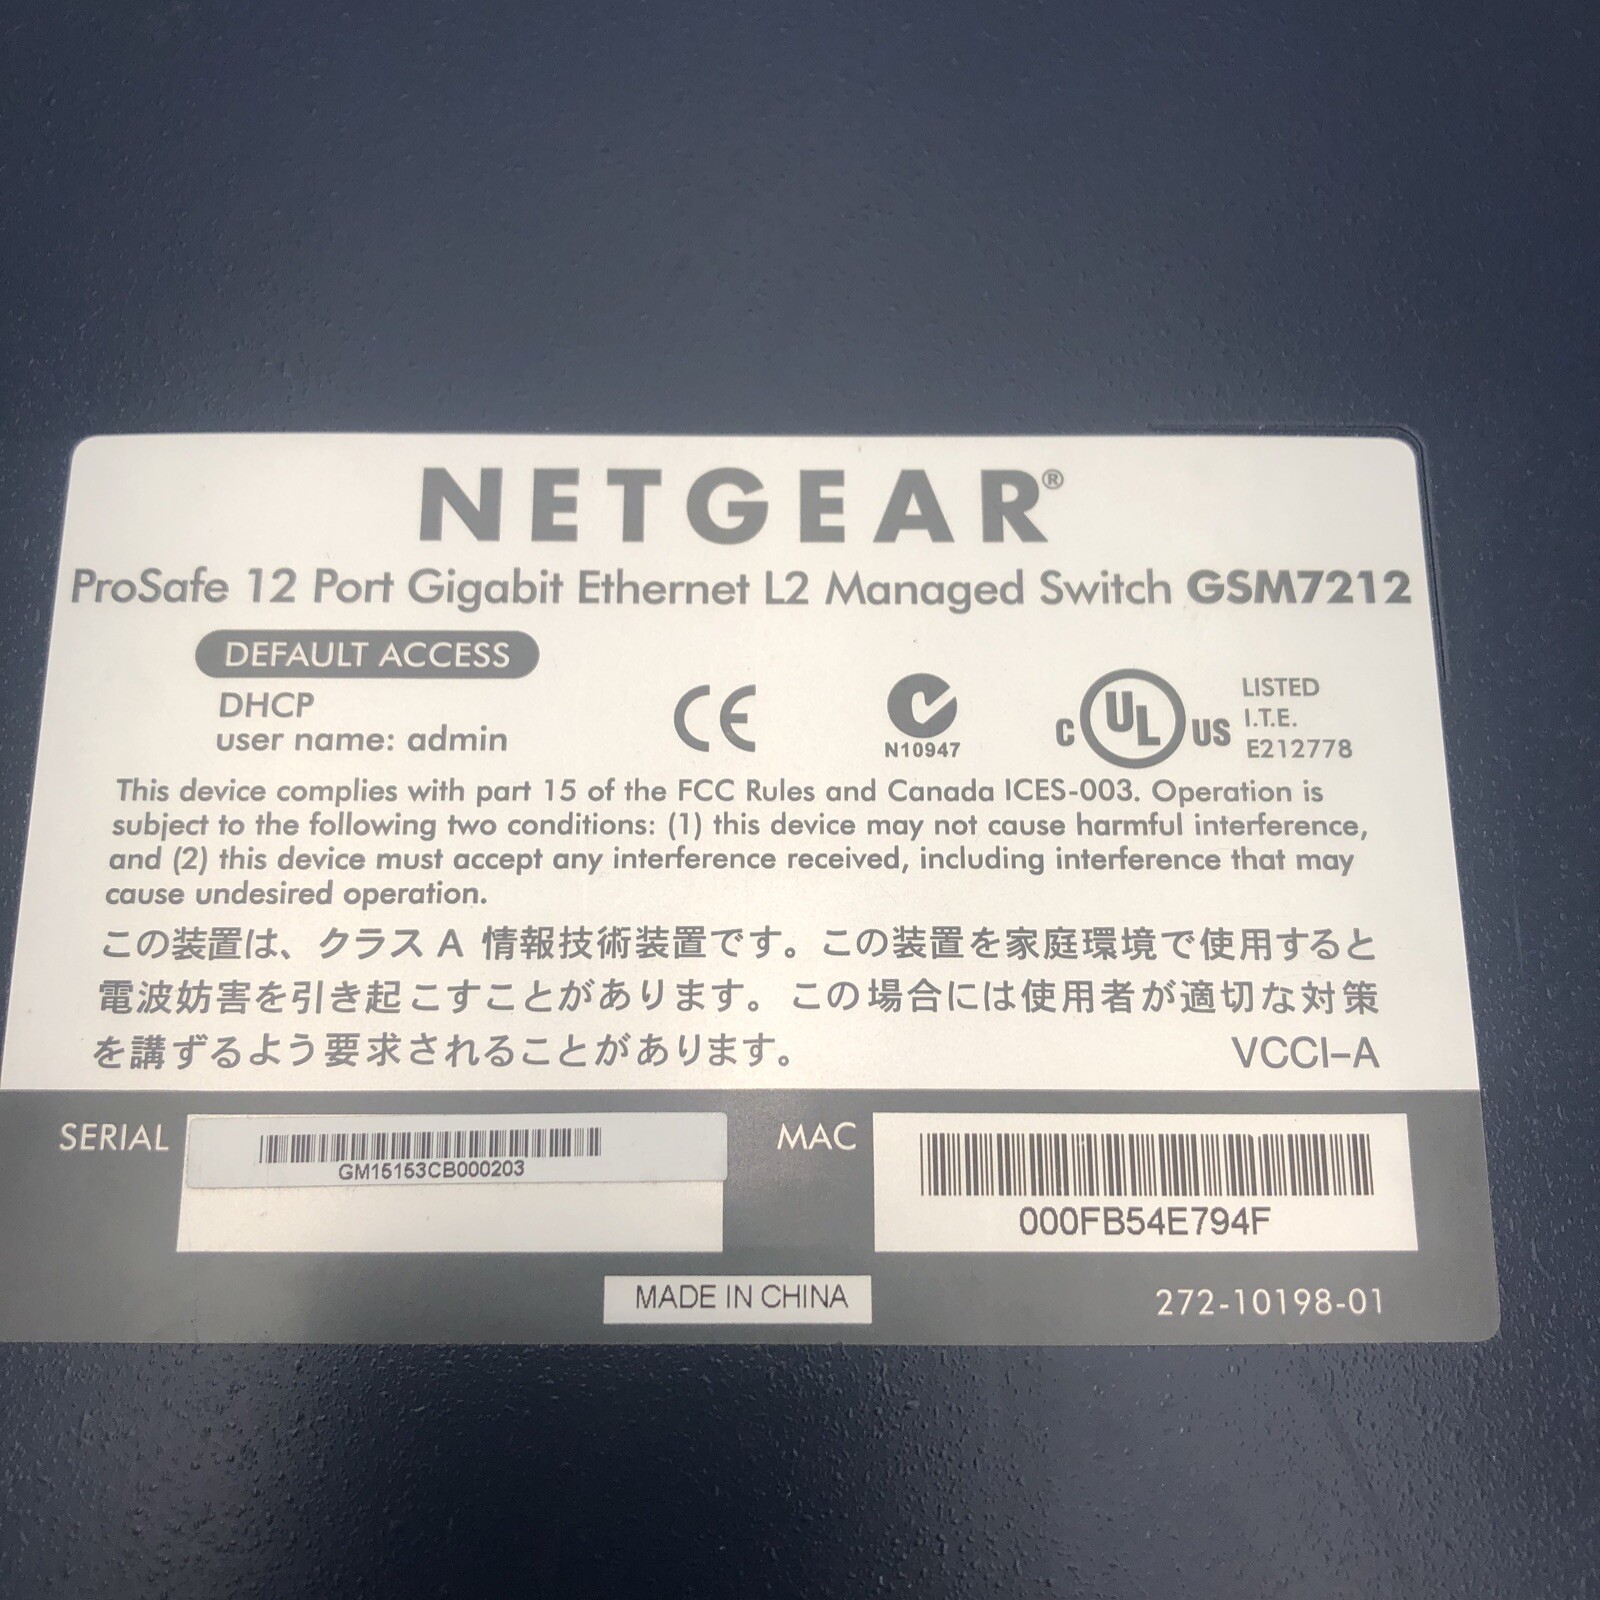 NETGEAR®
ProSafe 12 Port Gigabit Ethernet L2 Managed Switch GSM7212
DEFAULT ACCESS
DHCP
user name: admin
CE
N10947
C UL US
LISTED
I.T.E.
E212778
This device complies with part 15 of the FCC Rules and Canada ICES-003. Operation is
subject to the following two conditions: (1) this device may not cause harmful interference,
and (2) this device must accept any interference received, including interference that may
cause undesired operation.
この装置は、クラス A 情報技術装置です。この装置を家庭環境で使用すると
電波妨害を引き起こすことがあります。この場合には使用者が適切な対策
を講ずるよう要求されることがあります。 VCCI-A
SERIAL
GM15153CB000203
MAC
000FB54E794F
MADE IN CHINA
272-10198-01